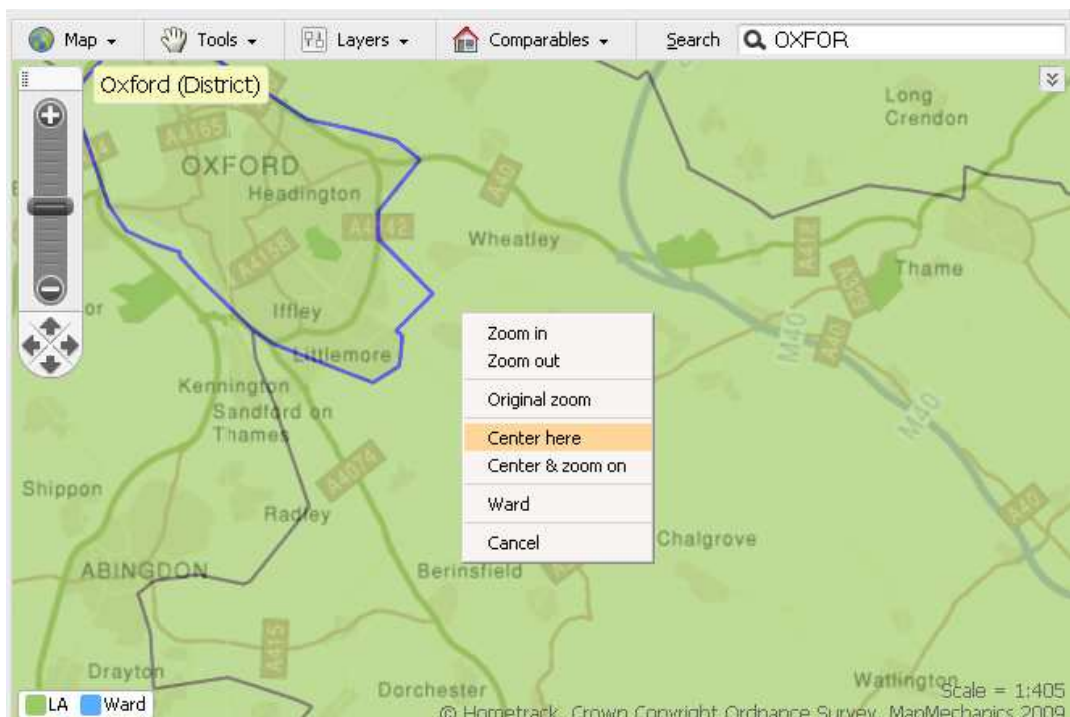 Map Tools Layers Comparables Search OXFOR
Oxford (District)
Long
Crendon
A4165
OXFORD
Headington
A40
A4142
Wheatley
A418
A4158
Thame
or
Iffley
M40
A40
Littlemore
Zoom in
Zoom out
Kennington
Original zoom
Sandford on
Thames
M40
Center here
Center & zoom on
A4074
Shippon
Ward
Radley
A40
Cancel
Chalgrove
ABINGDON
Berinsfield
A415
Drayton
Dorchester
Watlington
Scale = 1:405
LA Ward
© Hometrack, Crown Copyright Ordnance Survey, MapMechanics 2009